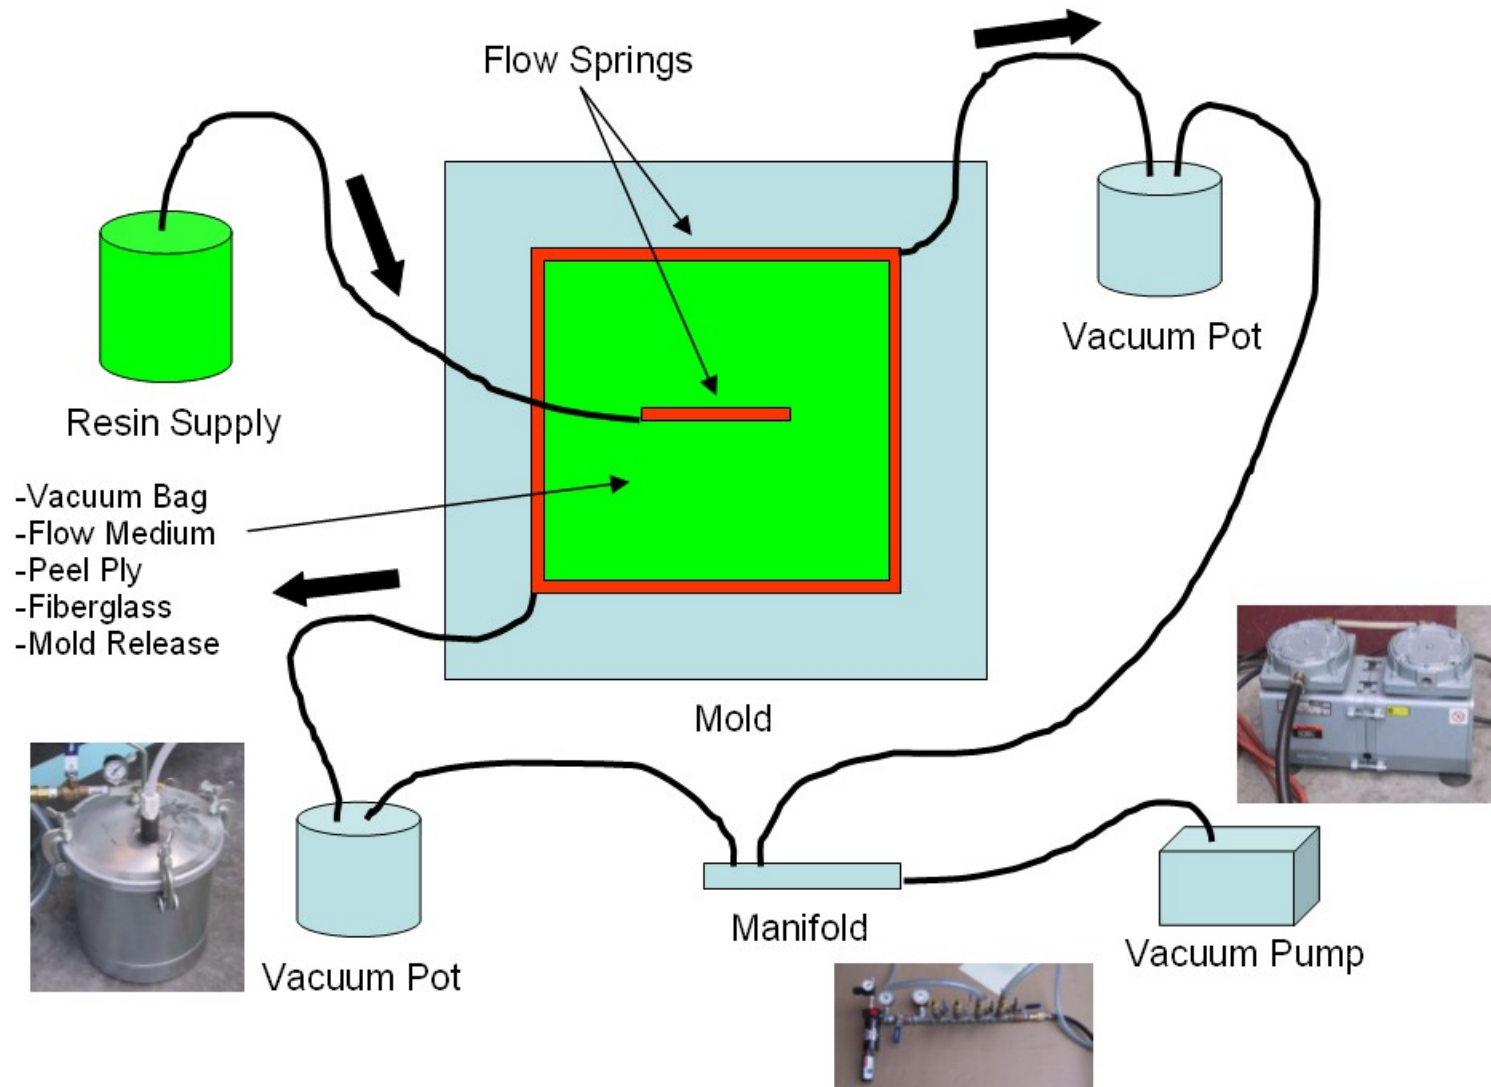 Flow Springs
Vacuum Pot
Resin Supply
-Vacuum Bag
-Flow Medium
-Peel Ply
-Fiberglass
-Mold Release
Mold
Manifold
Vacuum Pump
Vacuum Pot